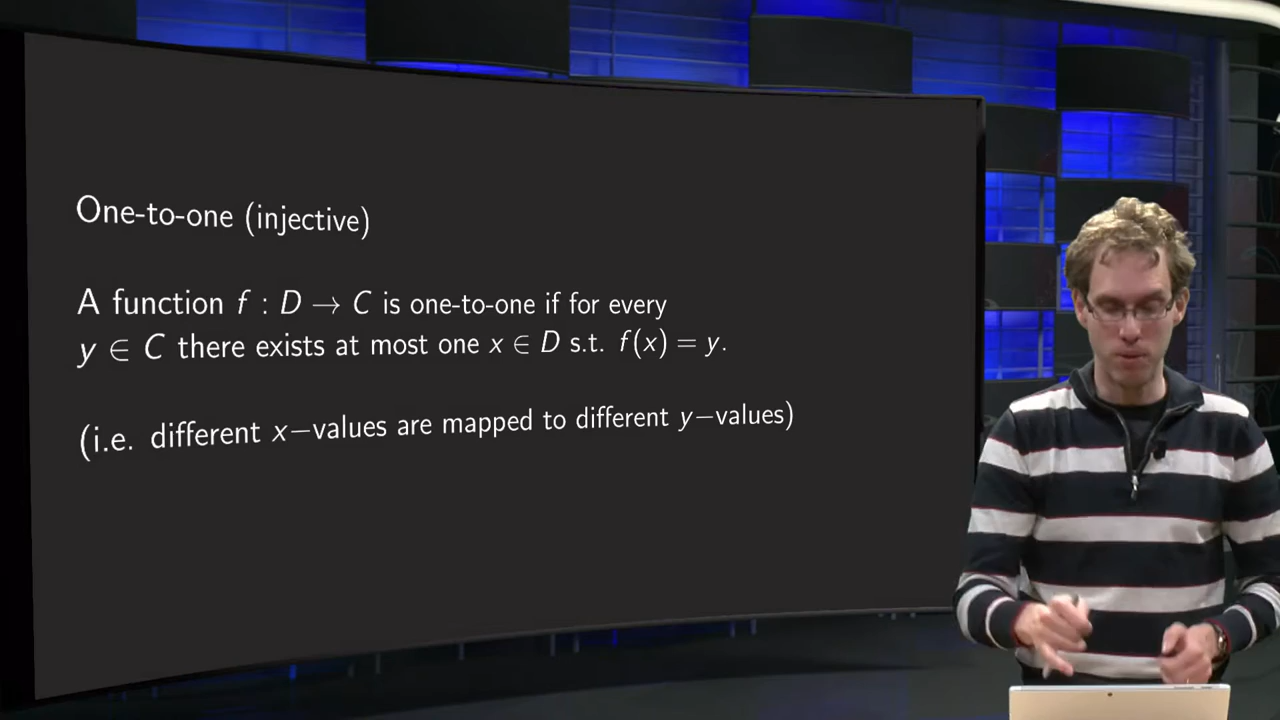 One-to-one (injective)
A function f : D → C is one-to-one if for every
y ∈ C there exists at most one x ∈ D s.t. f(x) = y.
(i.e. different x−values are mapped to different y−values)